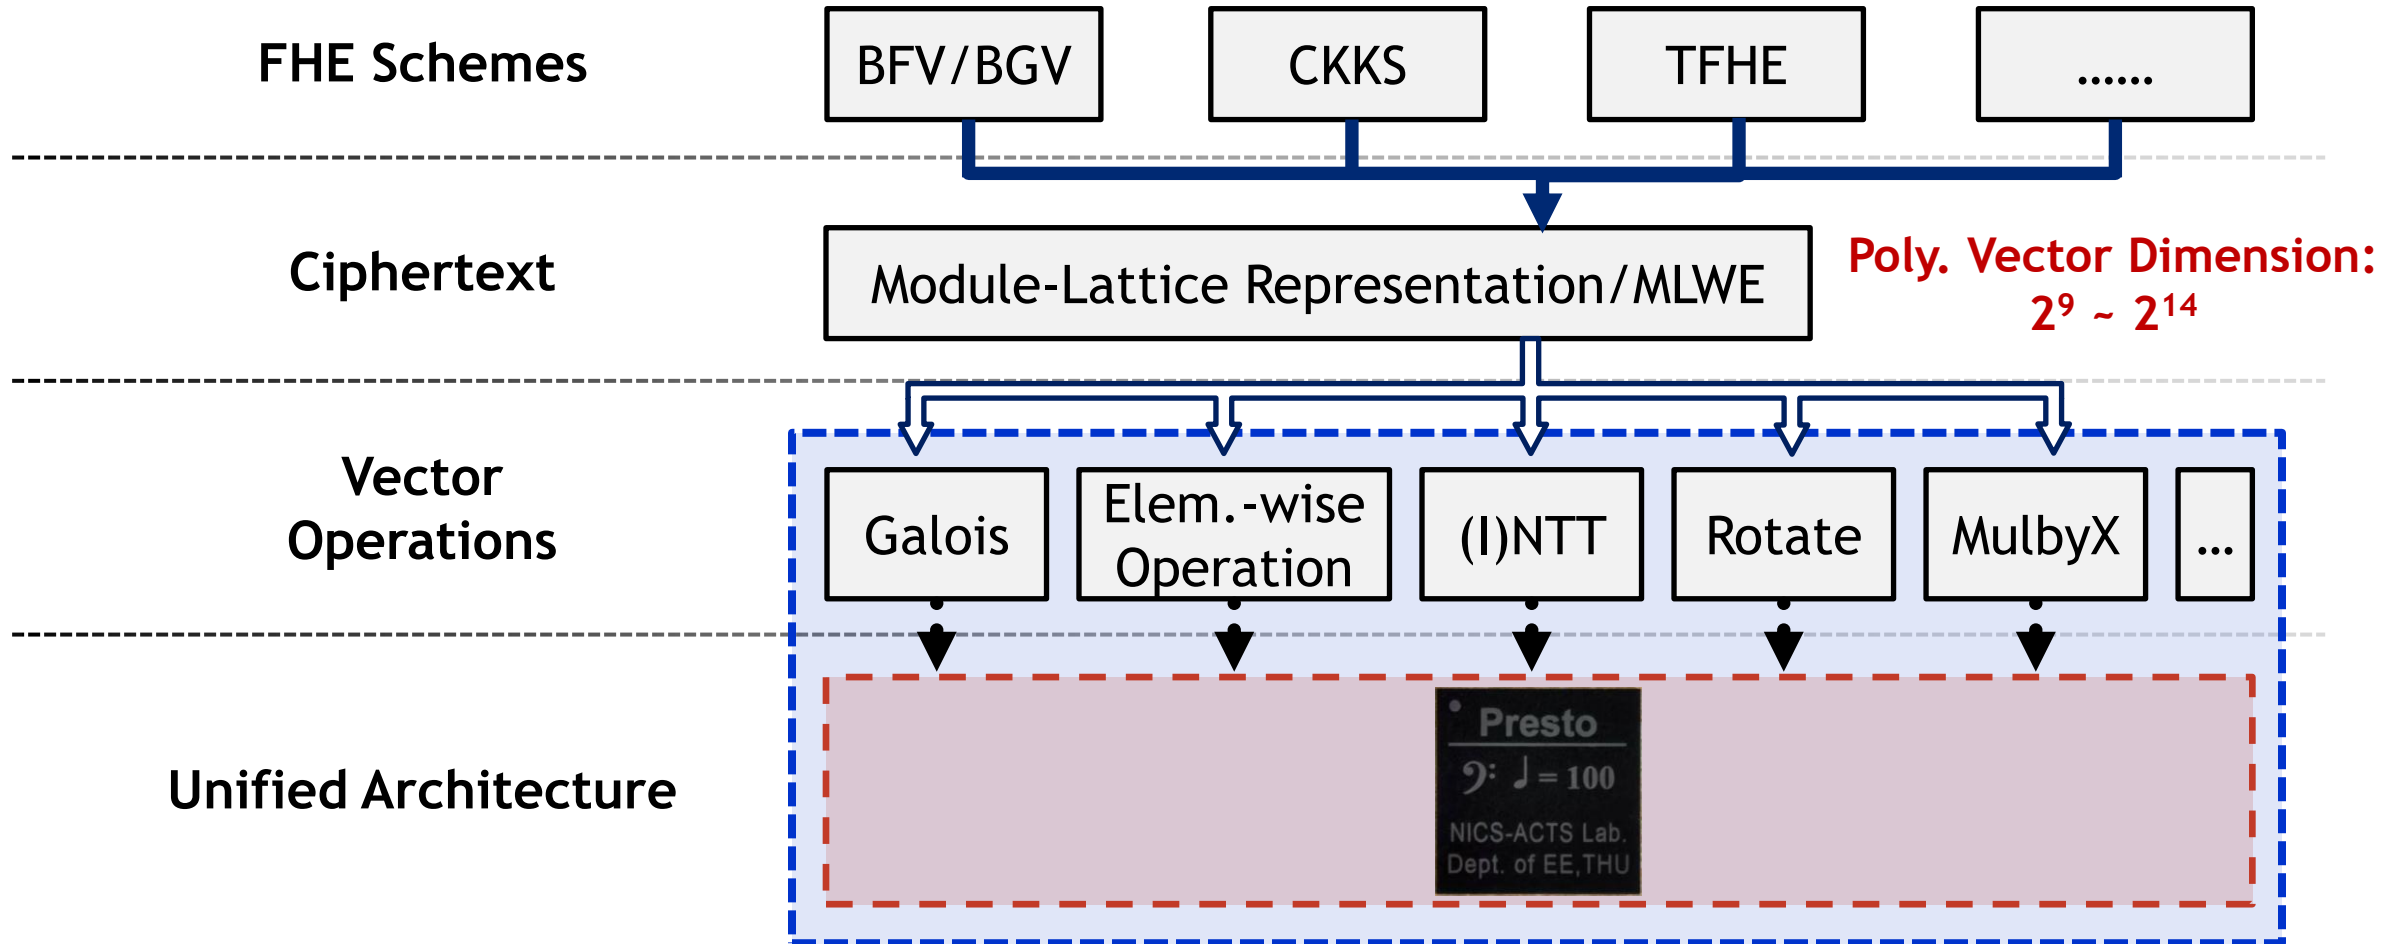 FHE Schemes
BFV/BGV
CKKS
TFHE
......
Ciphertext
Module-Lattice Representation/MLWE
Poly. Vector Dimension:
2⁹ ~ 2¹⁴
Vector
Operations
Galois
Elem.-wise
Operation
(I)NTT
Rotate
MulbyX
...
Unified Architecture
Presto
𝄢 ♩ = 100
NICS-ACTS Lab.
Dept. of EE,THU